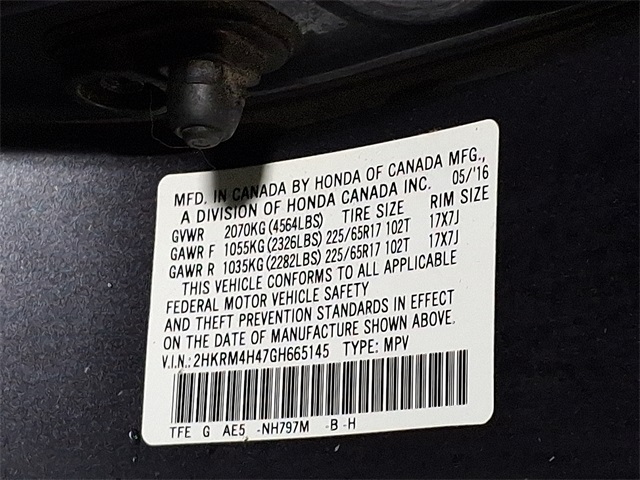 MFD. IN CANADA BY HONDA OF CANADA MFG.,
A DIVISION OF HONDA CANADA INC. 05/'16
GVWR 2070KG (4564LBS) TIRE SIZE RIM SIZE
GAWR F 1055KG (2326LBS) 225/65R17 102T 17X7J
GAWR R 1035KG (2282LBS) 225/65R17 102T 17X7J
THIS VEHICLE CONFORMS TO ALL APPLICABLE
FEDERAL MOTOR VEHICLE SAFETY
AND THEFT PREVENTION STANDARDS IN EFFECT
ON THE DATE OF MANUFACTURE SHOWN ABOVE.
V.I.N.: 2HKRM4H47GH665145 TYPE: MPV
TFE G AE5 -NH797M -B -H